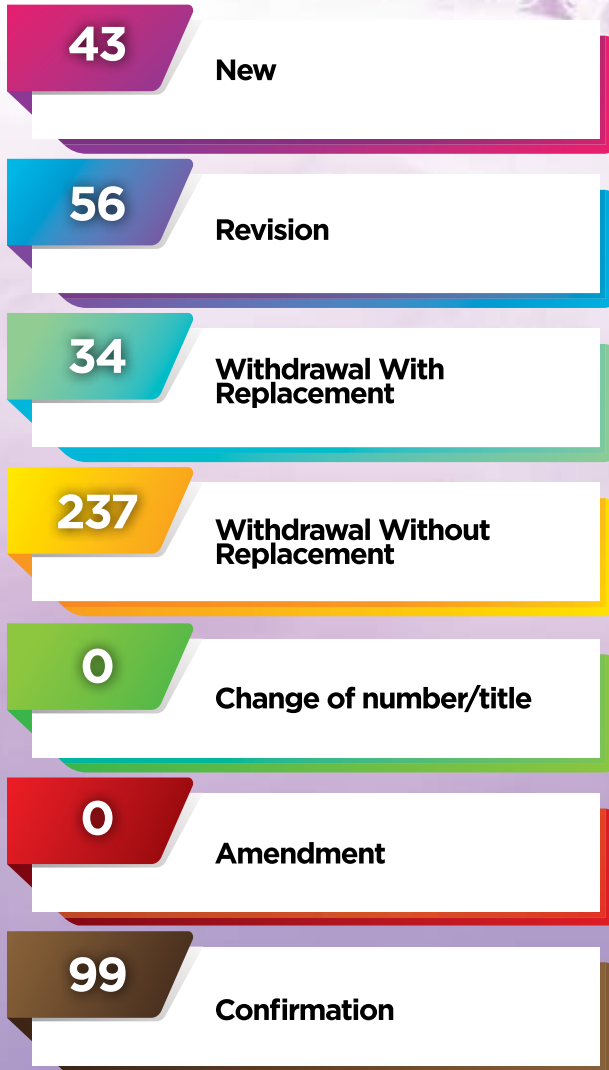 43
New
56
Revision
34
Withdrawal With
Replacement
237
Withdrawal Without
Replacement
0
Change of number/title
0
Amendment
99
Confirmation